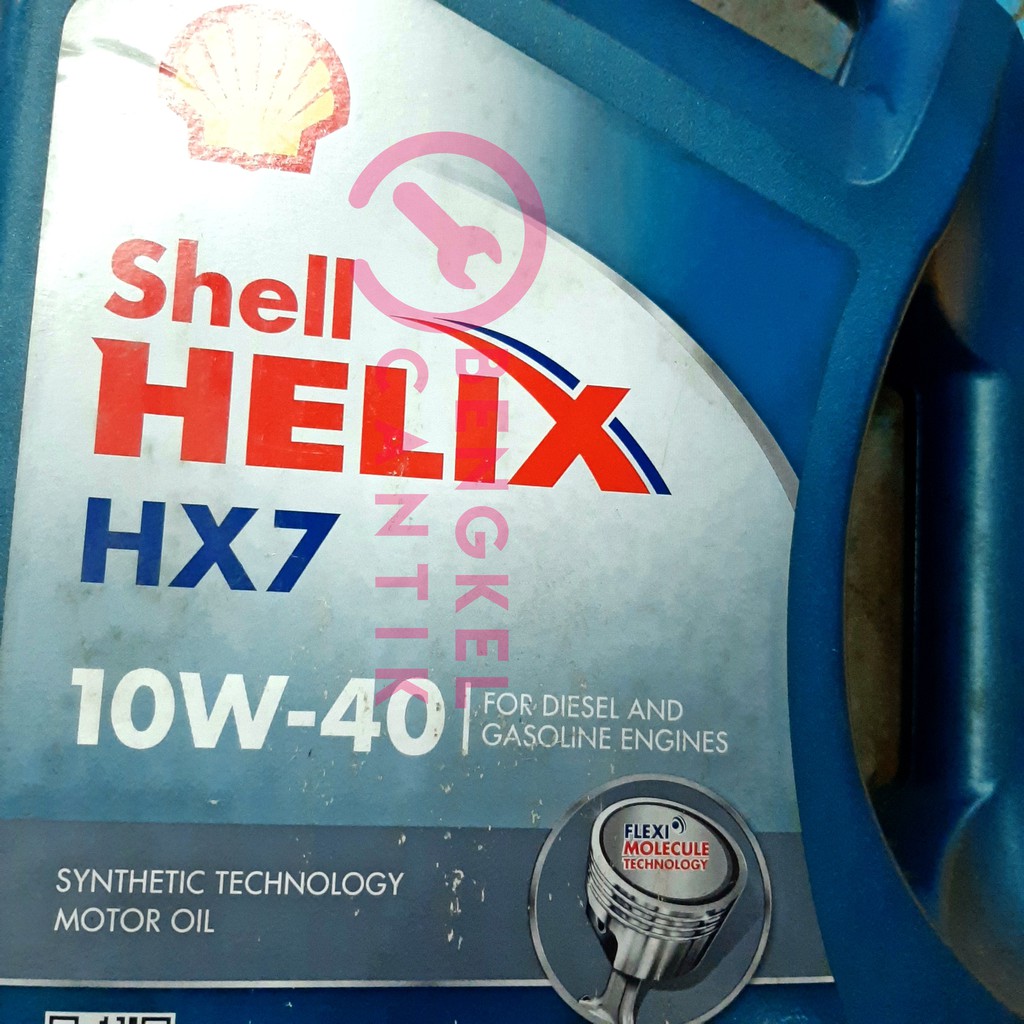 Shell
HELIX
HX7
10W-40
FOR DIESEL AND
GASOLINE ENGINES
SYNTHETIC TECHNOLOGY
MOTOR OIL
FLEXI
MOLECULE
TECHNOLOGY
BENGKEL
CANTIK